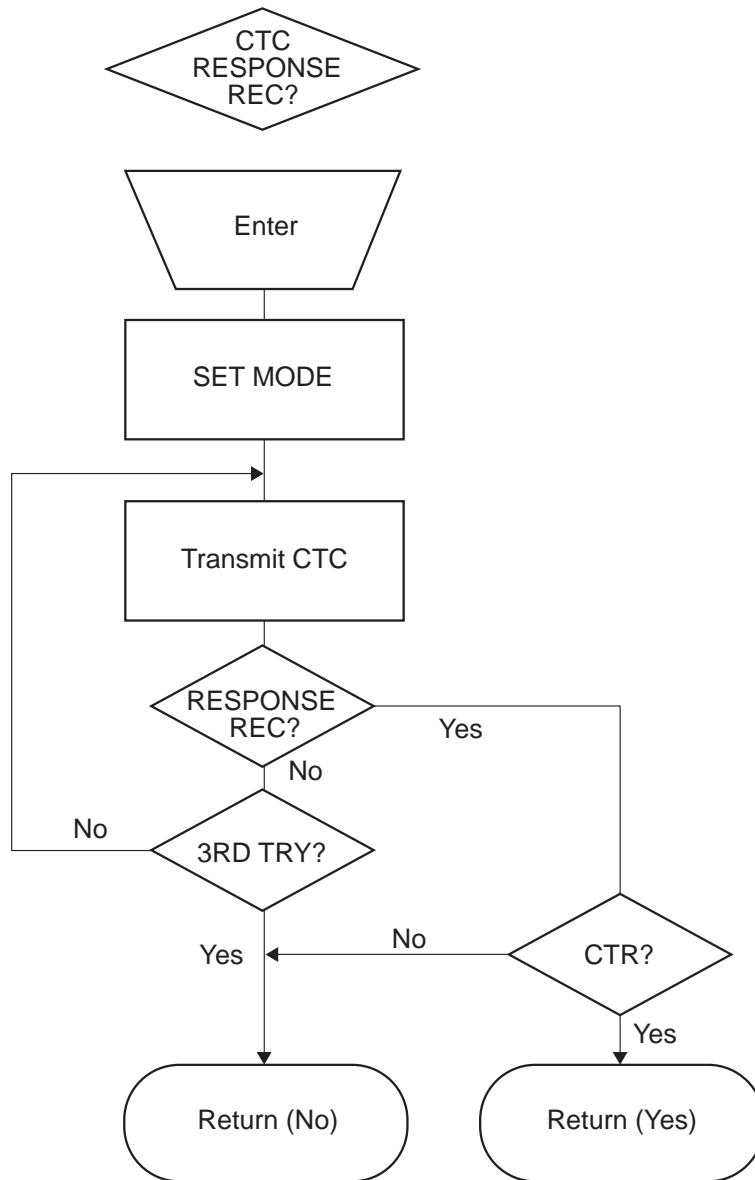 CTC
RESPONSE
REC?
Enter
SET MODE
Transmit CTC
RESPONSE
REC?
Yes
No
No
3RD TRY?
Yes
No
CTR?
Yes
Return (No)
Return (Yes)